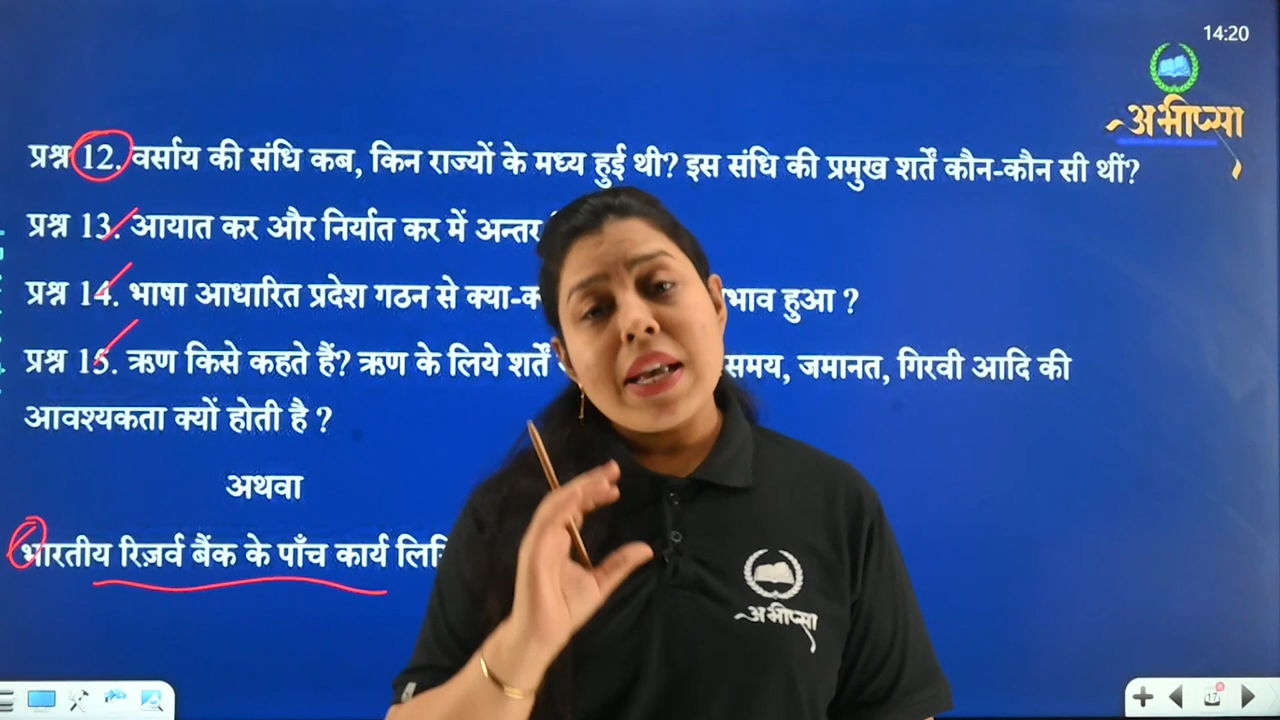 14:20
अभीप्सा
प्रश्न 12. वर्साय की संधि कब, किन राज्यों के मध्य हुई थी? इस संधि की प्रमुख शर्तें कौन-कौन सी थीं?
प्रश्न 13. आयात कर और निर्यात कर में अन्तर
प्रश्न 14. भाषा आधारित प्रदेश गठन से क्या- भाव हुआ ?
प्रश्न 15. ऋण किसे कहते हैं? ऋण के लिये शर्तें समय, जमानत, गिरवी आदि की
आवश्यकता क्यों होती है ?
अथवा
भारतीय रिज़र्व बैंक के पाँच कार्य
अभीप्सा
17